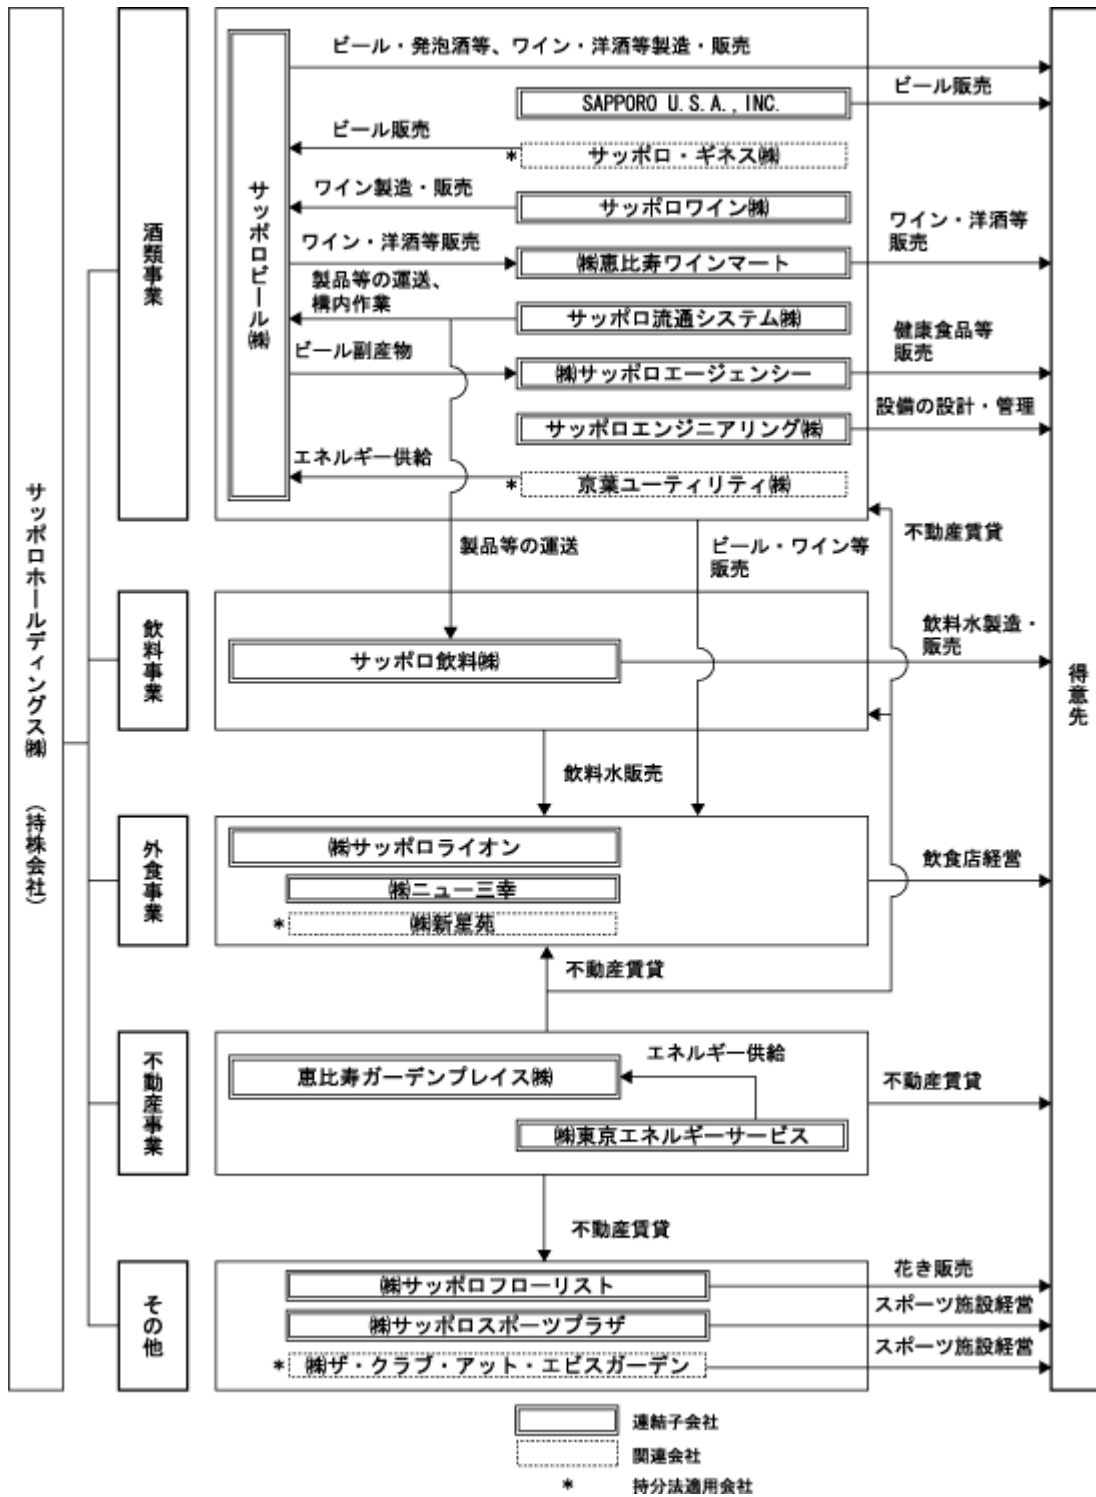 サッポロホールディングス㈱ (持株会社)
酒類事業
サッポロビール㈱
ビール・発泡酒等、ワイン・洋酒等製造・販売
SAPPORO U.S.A., INC.
ビール販売
ビール販売
* サッポロ・ギネス㈱
ワイン製造・販売
サッポロワイン㈱
ワイン・洋酒等販売
㈱恵比寿ワインマート
ワイン・洋酒等
販売
製品等の運送、
構内作業
サッポロ流通システム㈱
ビール副産物
㈱サッポロエージェンシー
健康食品等
販売
サッポロエンジニアリング㈱
設備の設計・管理
エネルギー供給
* 京葉ユーティリティ㈱
製品等の運送
ビール・ワイン等
販売
不動産賃貸
飲料事業
サッポロ飲料㈱
飲料水製造・
販売
得意先
飲料水販売
外食事業
㈱サッポロライオン
㈱ニュー三幸
* ㈱新星苑
飲食店経営
不動産賃貸
不動産事業
恵比寿ガーデンプレイス㈱
エネルギー供給
㈱東京エネルギーサービス
不動産賃貸
不動産賃貸
その他
㈱サッポロフローリスト
花き販売
㈱サッポロスポーツプラザ
スポーツ施設経営
* ㈱ザ・クラブ・アット・エビスガーデン
スポーツ施設経営
連結子会社
関連会社
* 持分法適用会社